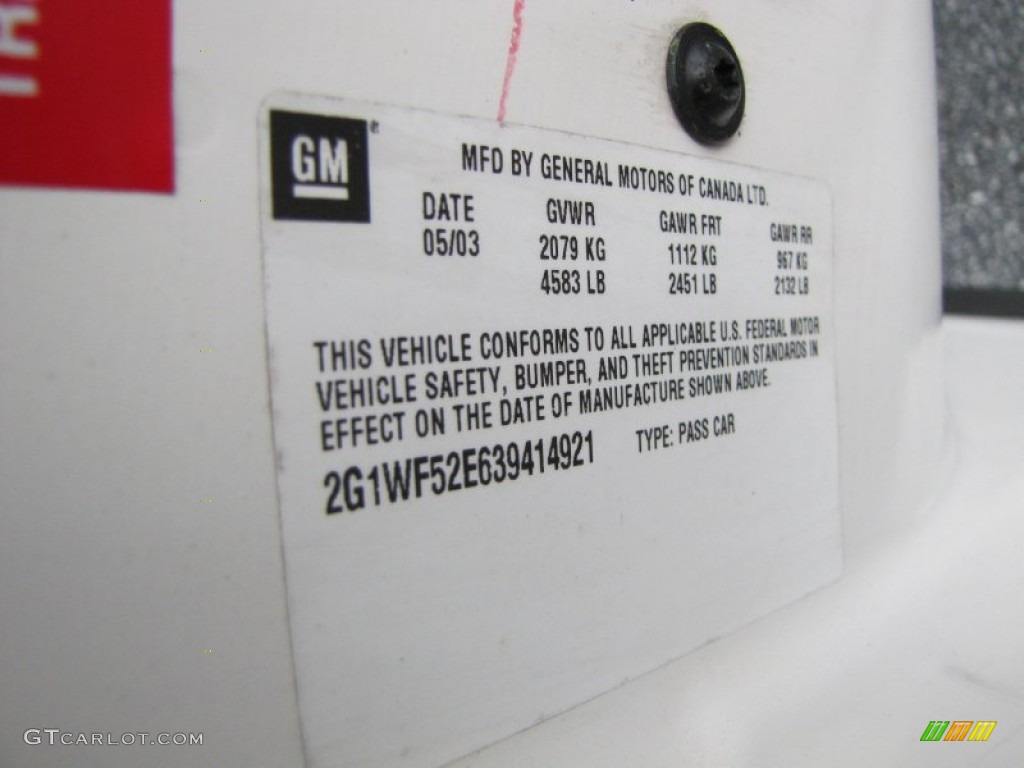 GM
MFD BY GENERAL MOTORS OF CANADA LTD.
DATE GVWR GAWR FRT GAWR RR
05/03 2079 KG 1112 KG 967 KG
4583 LB 2451 LB 2132 LB
THIS VEHICLE CONFORMS TO ALL APPLICABLE U.S. FEDERAL MOTOR
VEHICLE SAFETY, BUMPER, AND THEFT PREVENTION STANDARDS IN
EFFECT ON THE DATE OF MANUFACTURE SHOWN ABOVE.
2G1WF52E639414921 TYPE: PASS CAR
GTCARLOT.COM